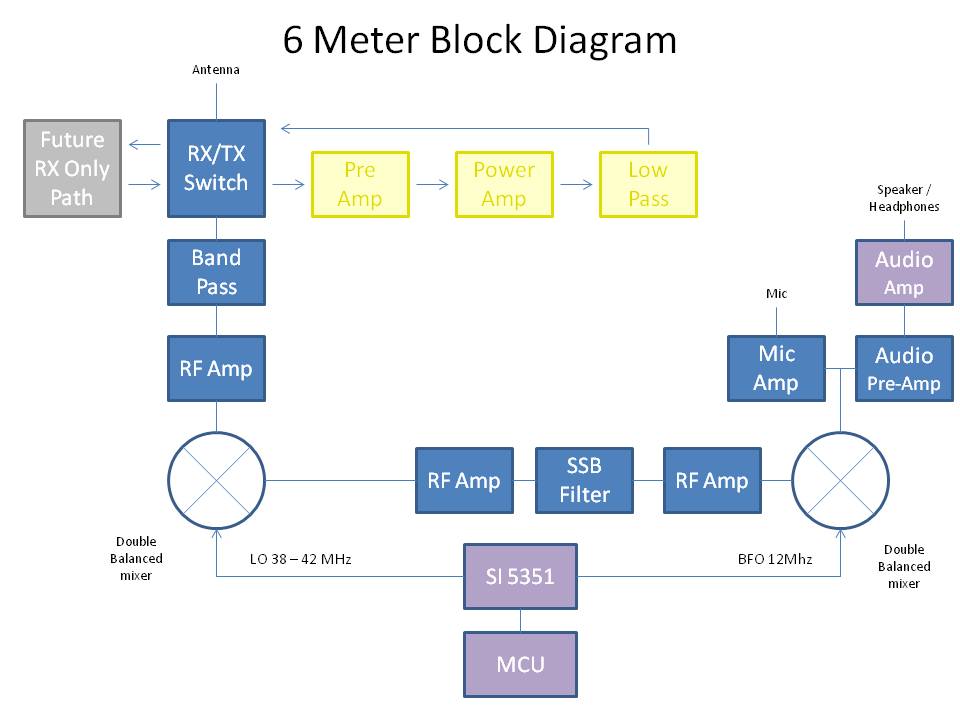 6 Meter Block Diagram
Antenna
Future
RX Only
Path
RX/TX
Switch
Pre
Amp
Power
Amp
Low
Pass
Speaker /
Headphones
Band
Pass
Audio
Amp
Mic
RF Amp
Mic
Amp
Audio
Pre-Amp
RF Amp
SSB
Filter
RF Amp
Double
Balanced
mixer
LO 38 – 42 MHz
SI 5351
BFO 12Mhz
Double
Balanced
mixer
MCU